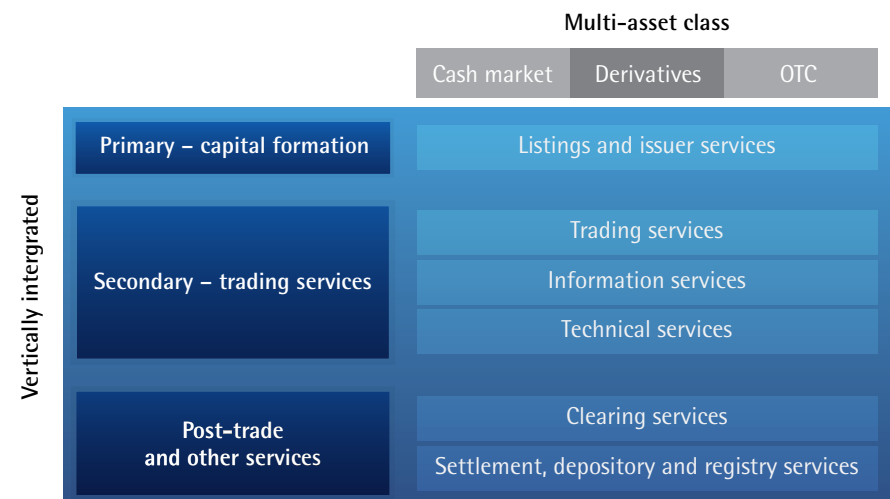 Multi-asset class
Cash market Derivatives OTC
Vertically intergrated
Primary – capital formation
Listings and issuer services
Secondary – trading services
Trading services
Information services
Technical services
Post-trade
and other services
Clearing services
Settlement, depository and registry services